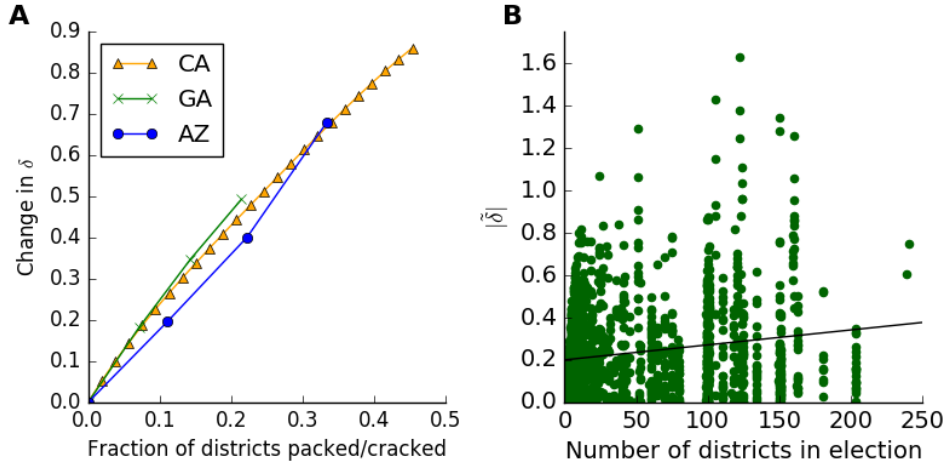 A
0.9
0.8
0.7
0.6
0.5
0.4
0.3
0.2
0.1
0.0
Change in δ
CA
GA
AZ
0.0 0.1 0.2 0.3 0.4 0.5
Fraction of districts packed/cracked
B
1.6
1.4
1.2
1.0
0.8
0.6
0.4
0.2
0.0
|δ̃|
0 50 100 150 200 250
Number of districts in election